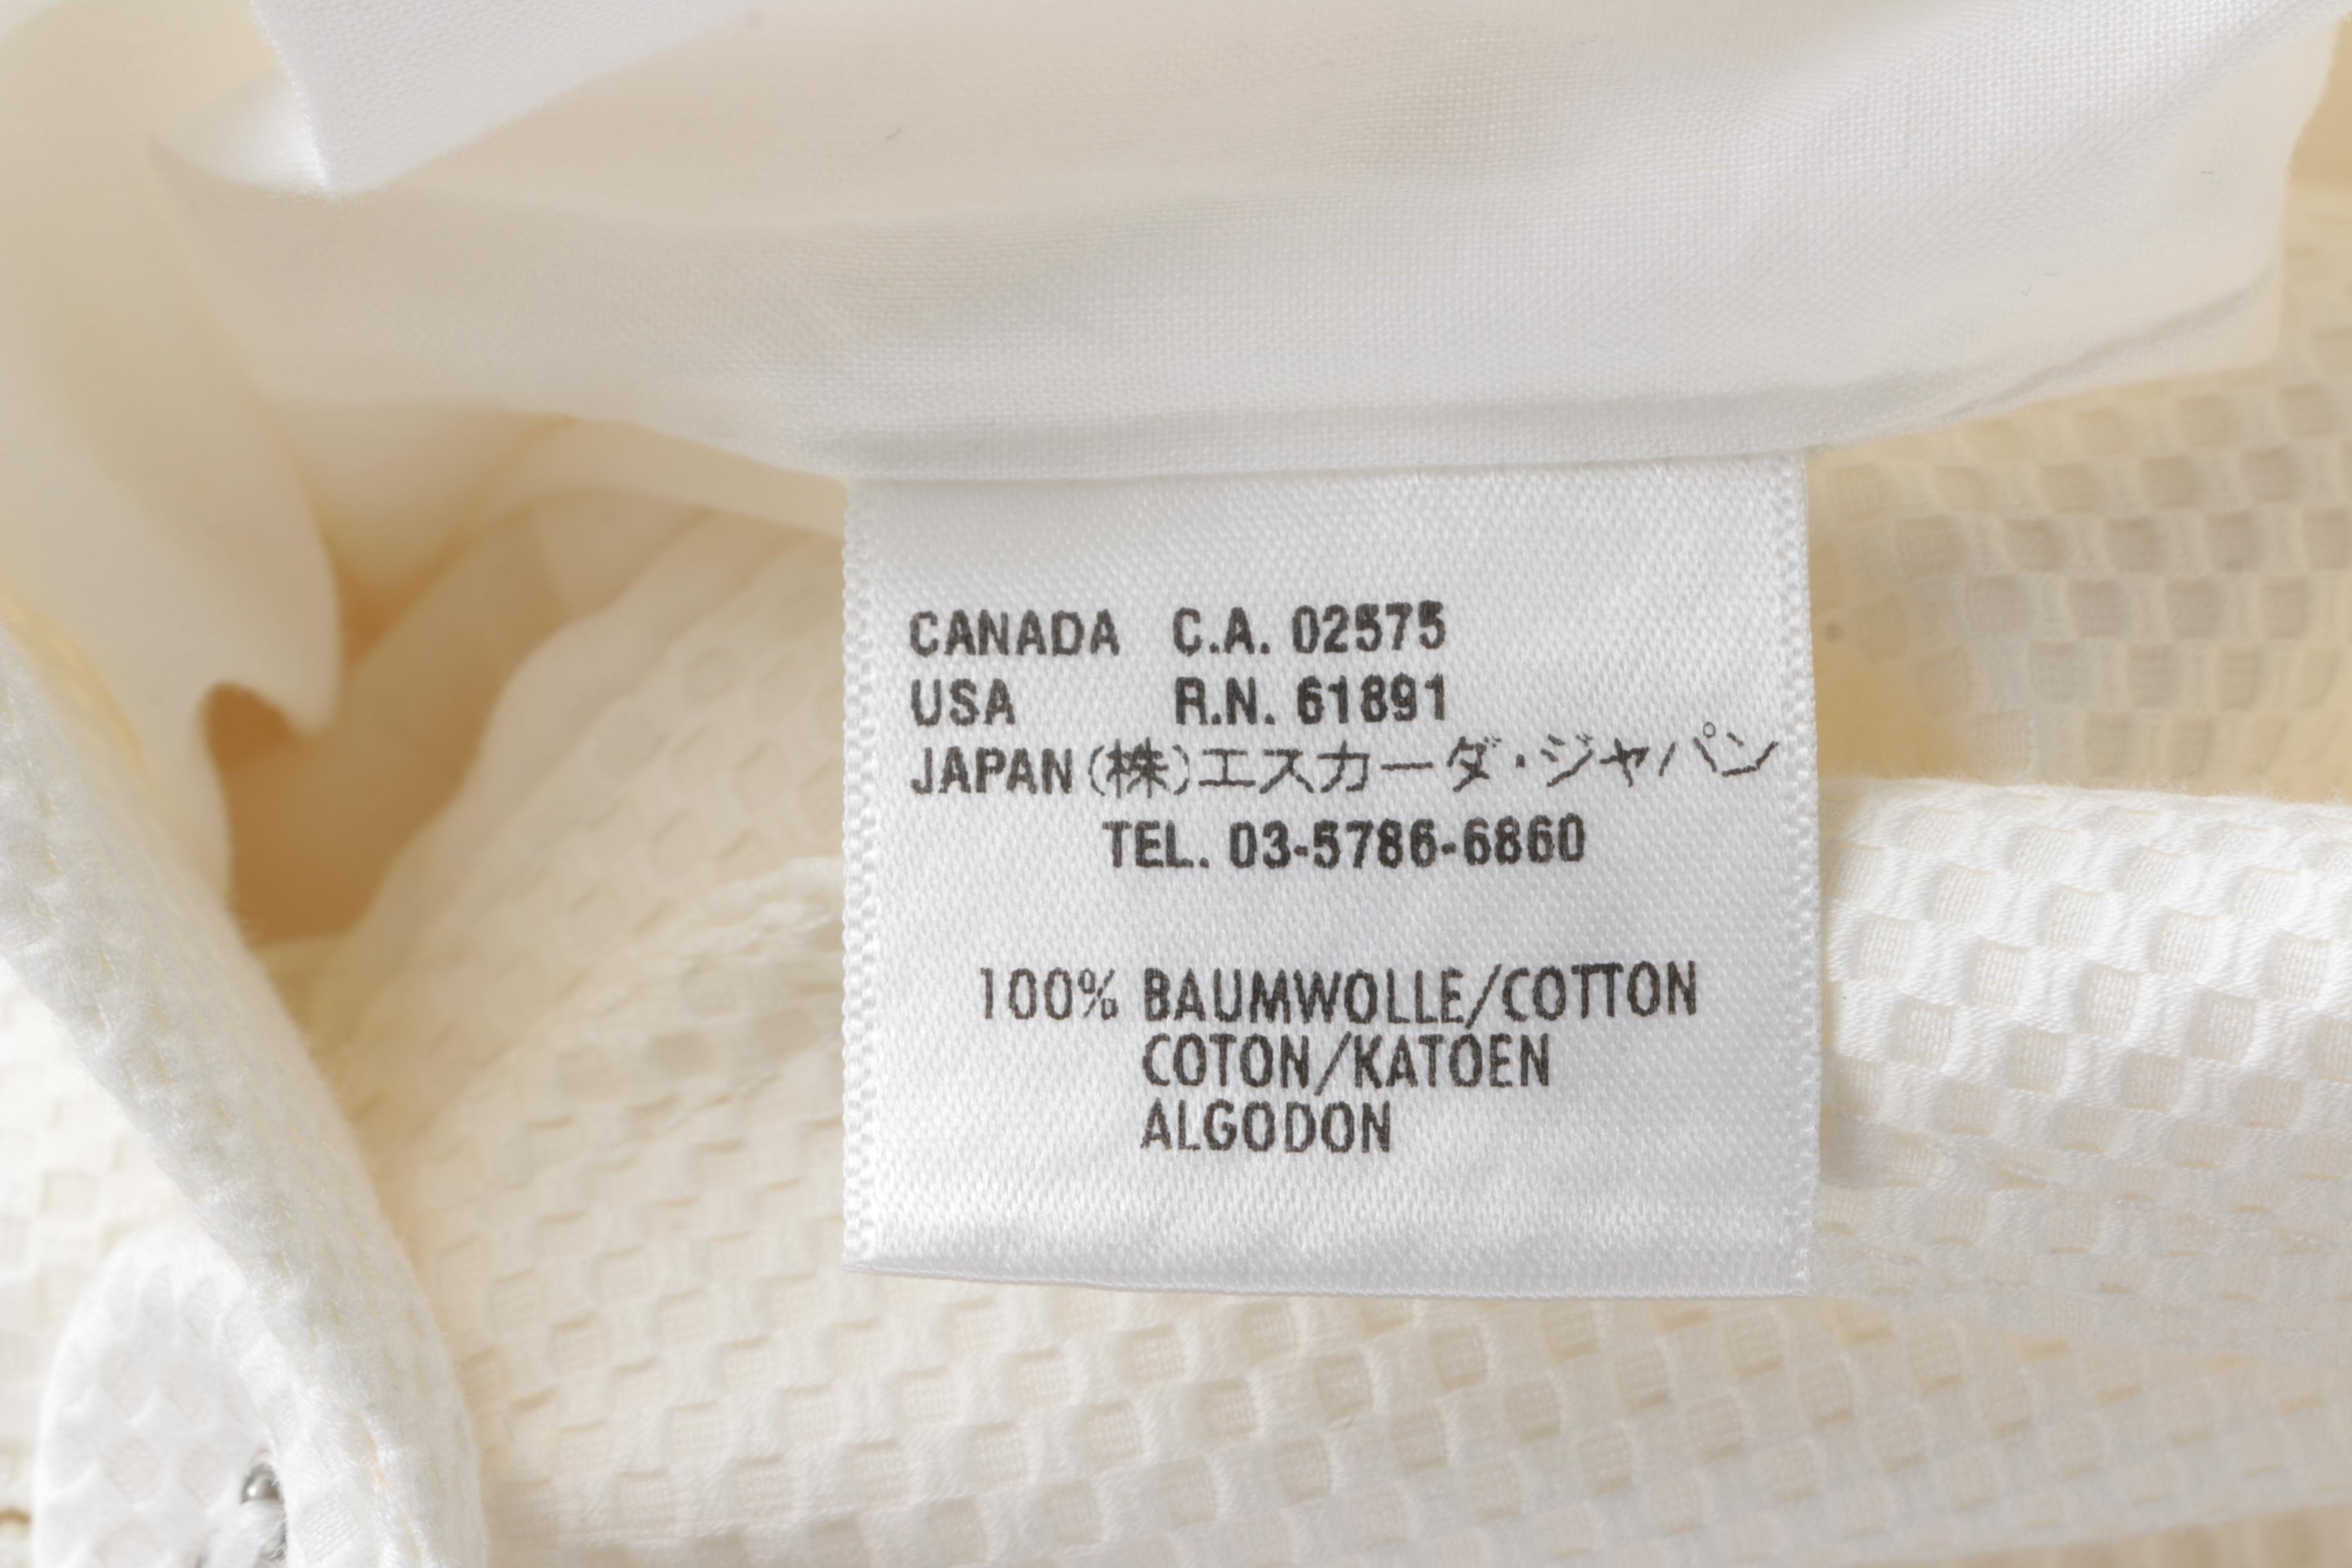 CANADA C.A. 02575
USA R.N. 61891
JAPAN (株)エスカーダ・ジャパン
TEL. 03-5786-6860
100% BAUMWOLLE/COTTON
COTON/KATOEN
ALGODON